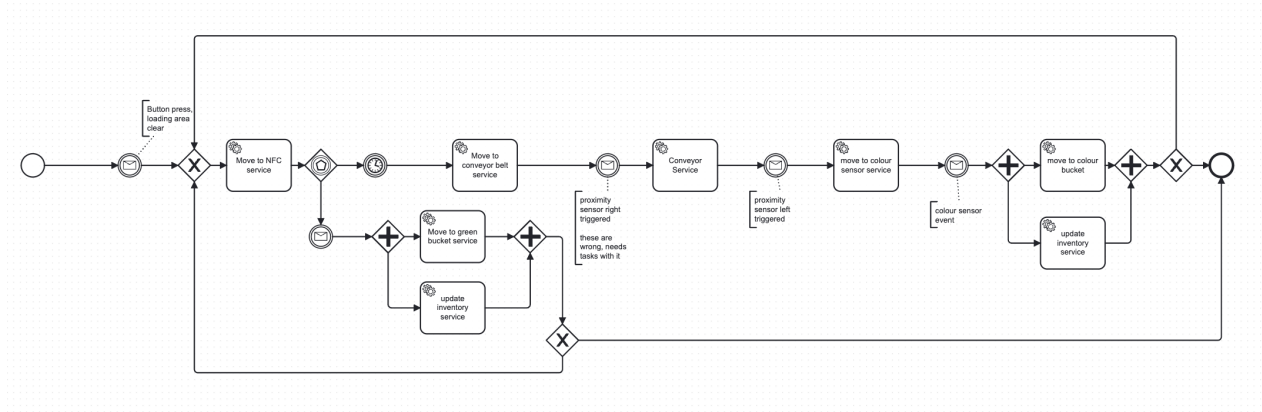 Button press,
loading area
clear
Move to NFC
service
Move to
conveyor belt
service
Conveyor
Service
move to colour
sensor service
move to colour
bucket
proximity
sensor right
triggered
these are
wrong, needs
tasks with it
proximity
sensor left
triggered
colour sensor
event
Move to green
bucket service
update
inventory
service
update
inventory
service